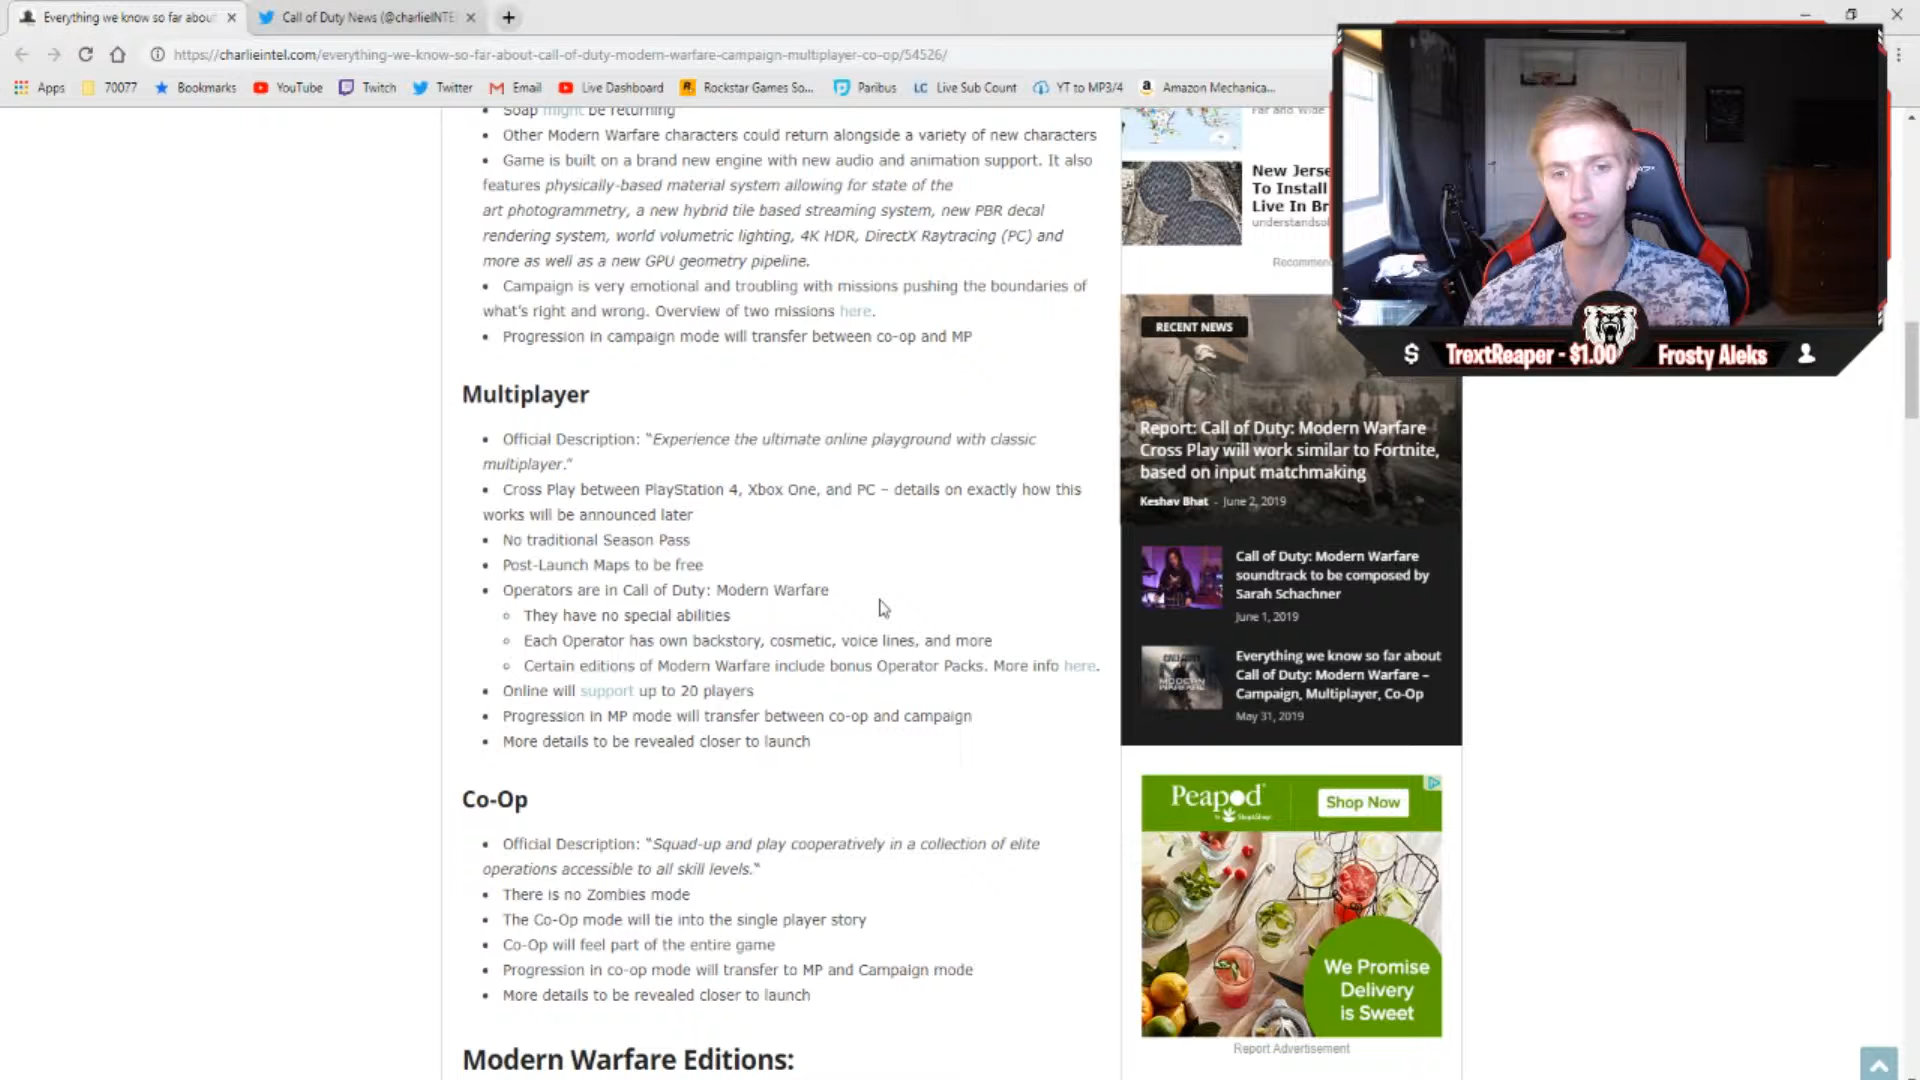 Everything we know so far about
Call of Duty News (@charlieINTE
https://charlieintel.com/everything-we-know-so-far-about-call-of-duty-modern-warfare-campaign-multiplayer-co-op/54526/
Apps 70077 Bookmarks YouTube Twitch Twitter Email Live Dashboard Rockstar Games So... Paribus LC Live Sub Count YT to MP3/4 Amazon Mechanica...
Soap might be returning
Other Modern Warfare characters could return alongside a variety of new characters
Game is built on a brand new engine with new audio and animation support. It also
features physically-based material system allowing for state of the
art photogrammetry, a new hybrid tile based streaming system, new PBR decal
rendering system, world volumetric lighting, 4K HDR, DirectX Raytracing (PC) and
more as well as a new GPU geometry pipeline.
Campaign is very emotional and troubling with missions pushing the boundaries of
what's right and wrong. Overview of two missions here.
Progression in campaign mode will transfer between co-op and MP
Multiplayer
Official Description: "Experience the ultimate online playground with classic
multiplayer."
Cross Play between PlayStation 4, Xbox One, and PC – details on exactly how this
works will be announced later
No traditional Season Pass
Post-Launch Maps to be free
Operators are in Call of Duty: Modern Warfare
They have no special abilities
Each Operator has own backstory, cosmetic, voice lines, and more
Certain editions of Modern Warfare include bonus Operator Packs. More info here.
Online will support up to 20 players
Progression in MP mode will transfer between co-op and campaign
More details to be revealed closer to launch
Co-Op
Official Description: "Squad-up and play cooperatively in a collection of elite
operations accessible to all skill levels."
There is no Zombies mode
The Co-Op mode will tie into the single player story
Co-Op will feel part of the entire game
Progression in co-op mode will transfer to MP and Campaign mode
More details to be revealed closer to launch
Modern Warfare Editions:
Far and Wide
New Jerse
To Install
Live In Br
understandsol
Recommen
RECENT NEWS
Report: Call of Duty: Modern Warfare
Cross Play will work similar to Fortnite,
based on input matchmaking
Keshav Bhat - June 2, 2019
Call of Duty: Modern Warfare
soundtrack to be composed by
Sarah Schachner
June 1, 2019
Everything we know so far about
Call of Duty: Modern Warfare –
Campaign, Multiplayer, Co-Op
May 31, 2019
Peapod
Shop Now
We Promise
Delivery
is Sweet
Report Advertisement
$ TrextReaper - $1.00 Frosty Aleks